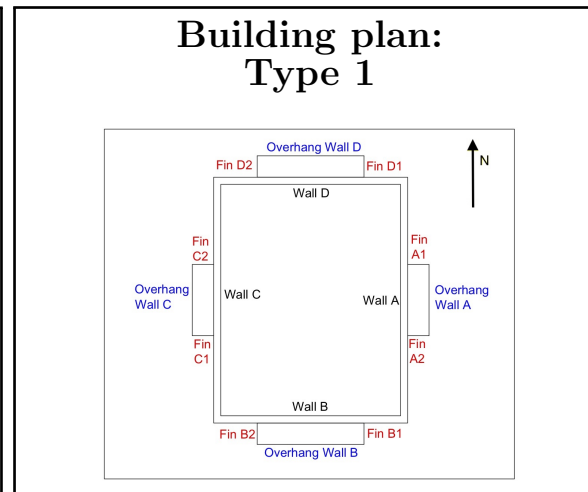 Building plan:
Type 1
Overhang Wall D
Fin D2
Fin D1
N
Wall D
Fin
C2
Fin
A1
Overhang
Wall C
Wall C
Wall A
Overhang
Wall A
Fin
C1
Fin
A2
Wall B
Fin B2
Fin B1
Overhang Wall B